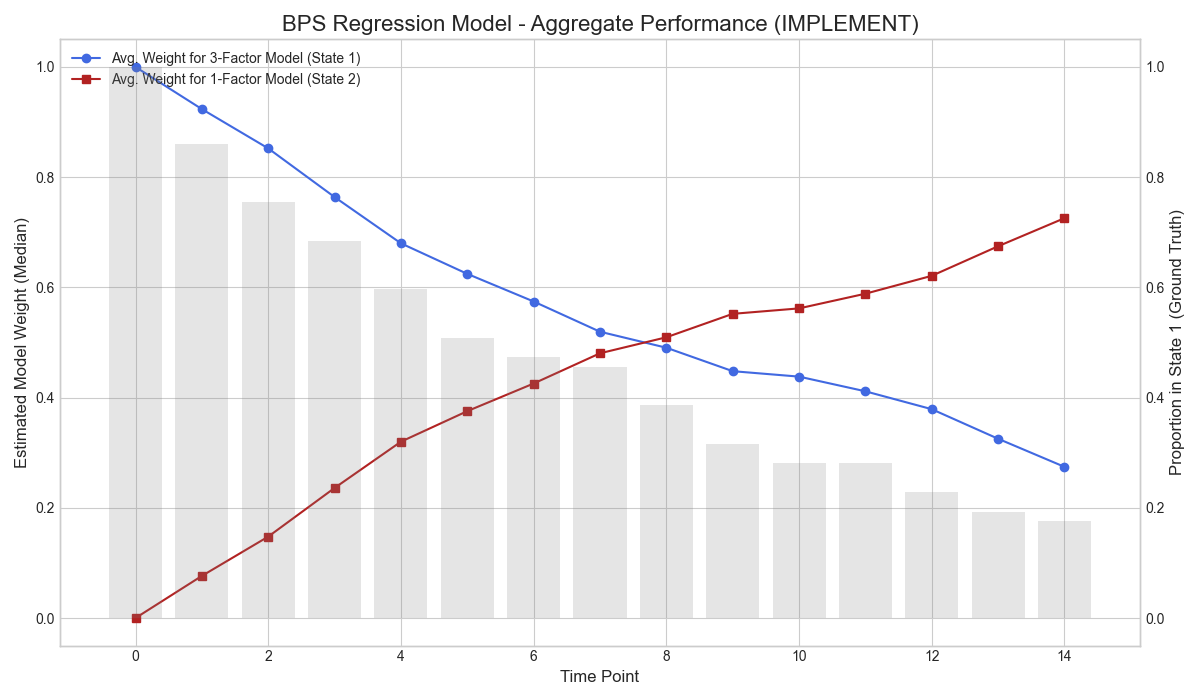 BPS Regression Model - Aggregate Performance (IMPLEMENT)
Avg. Weight for 3-Factor Model (State 1)
Avg. Weight for 1-Factor Model (State 2)
Estimated Model Weight (Median)
1.0
0.8
0.6
0.4
0.2
0.0
1.0
0.8
0.6
0.4
0.2
0.0
Proportion in State 1 (Ground Truth)
0 2 4 6 8 10 12 14
Time Point